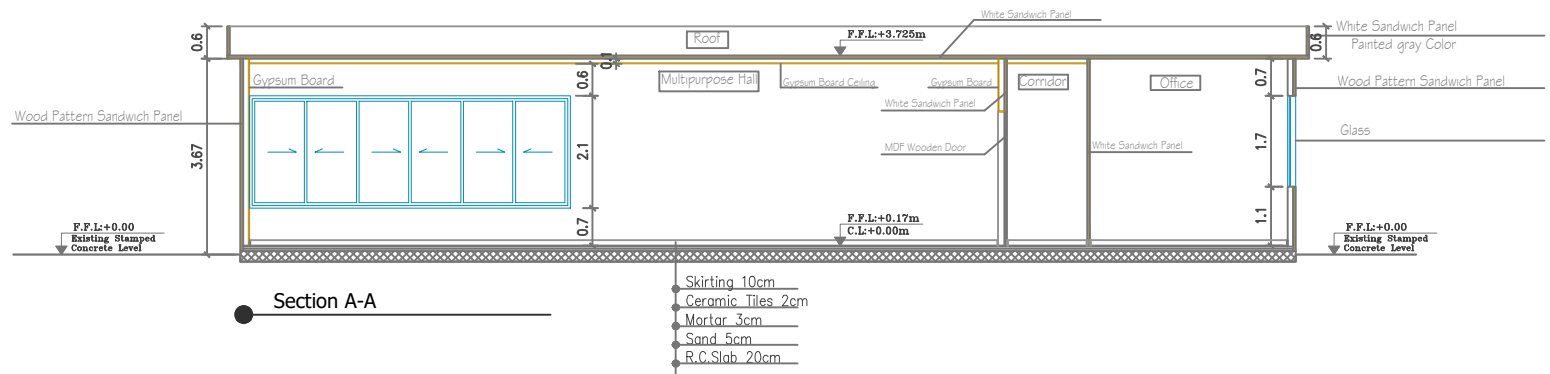 White Sandwich Panel
F.F.L:+3.725m
Roof
0.6
0.6
White Sandwich Panel
Painted gray Color
0.1
Gypsum Board
0.6
Multipurpose Hall
Gypsum Board Ceiling
Gypsum Board
Corridor
Office
0.7
Wood Pattern Sandwich Panel
White Sandwich Panel
Wood Pattern Sandwich Panel
Glass
3.67
2.1
MDF Wooden Door
White Sandwich Panel
1.7
F.F.L:+0.00
Existing Stamped
Concrete Level
0.7
F.F.L:+0.17m
C.L:+0.00m
1.1
F.F.L:+0.00
Existing Stamped
Concrete Level
Section A-A
Skirting 10cm
Ceramic Tiles 2cm
Mortar 3cm
Sand 5cm
R.C.Slab 20cm